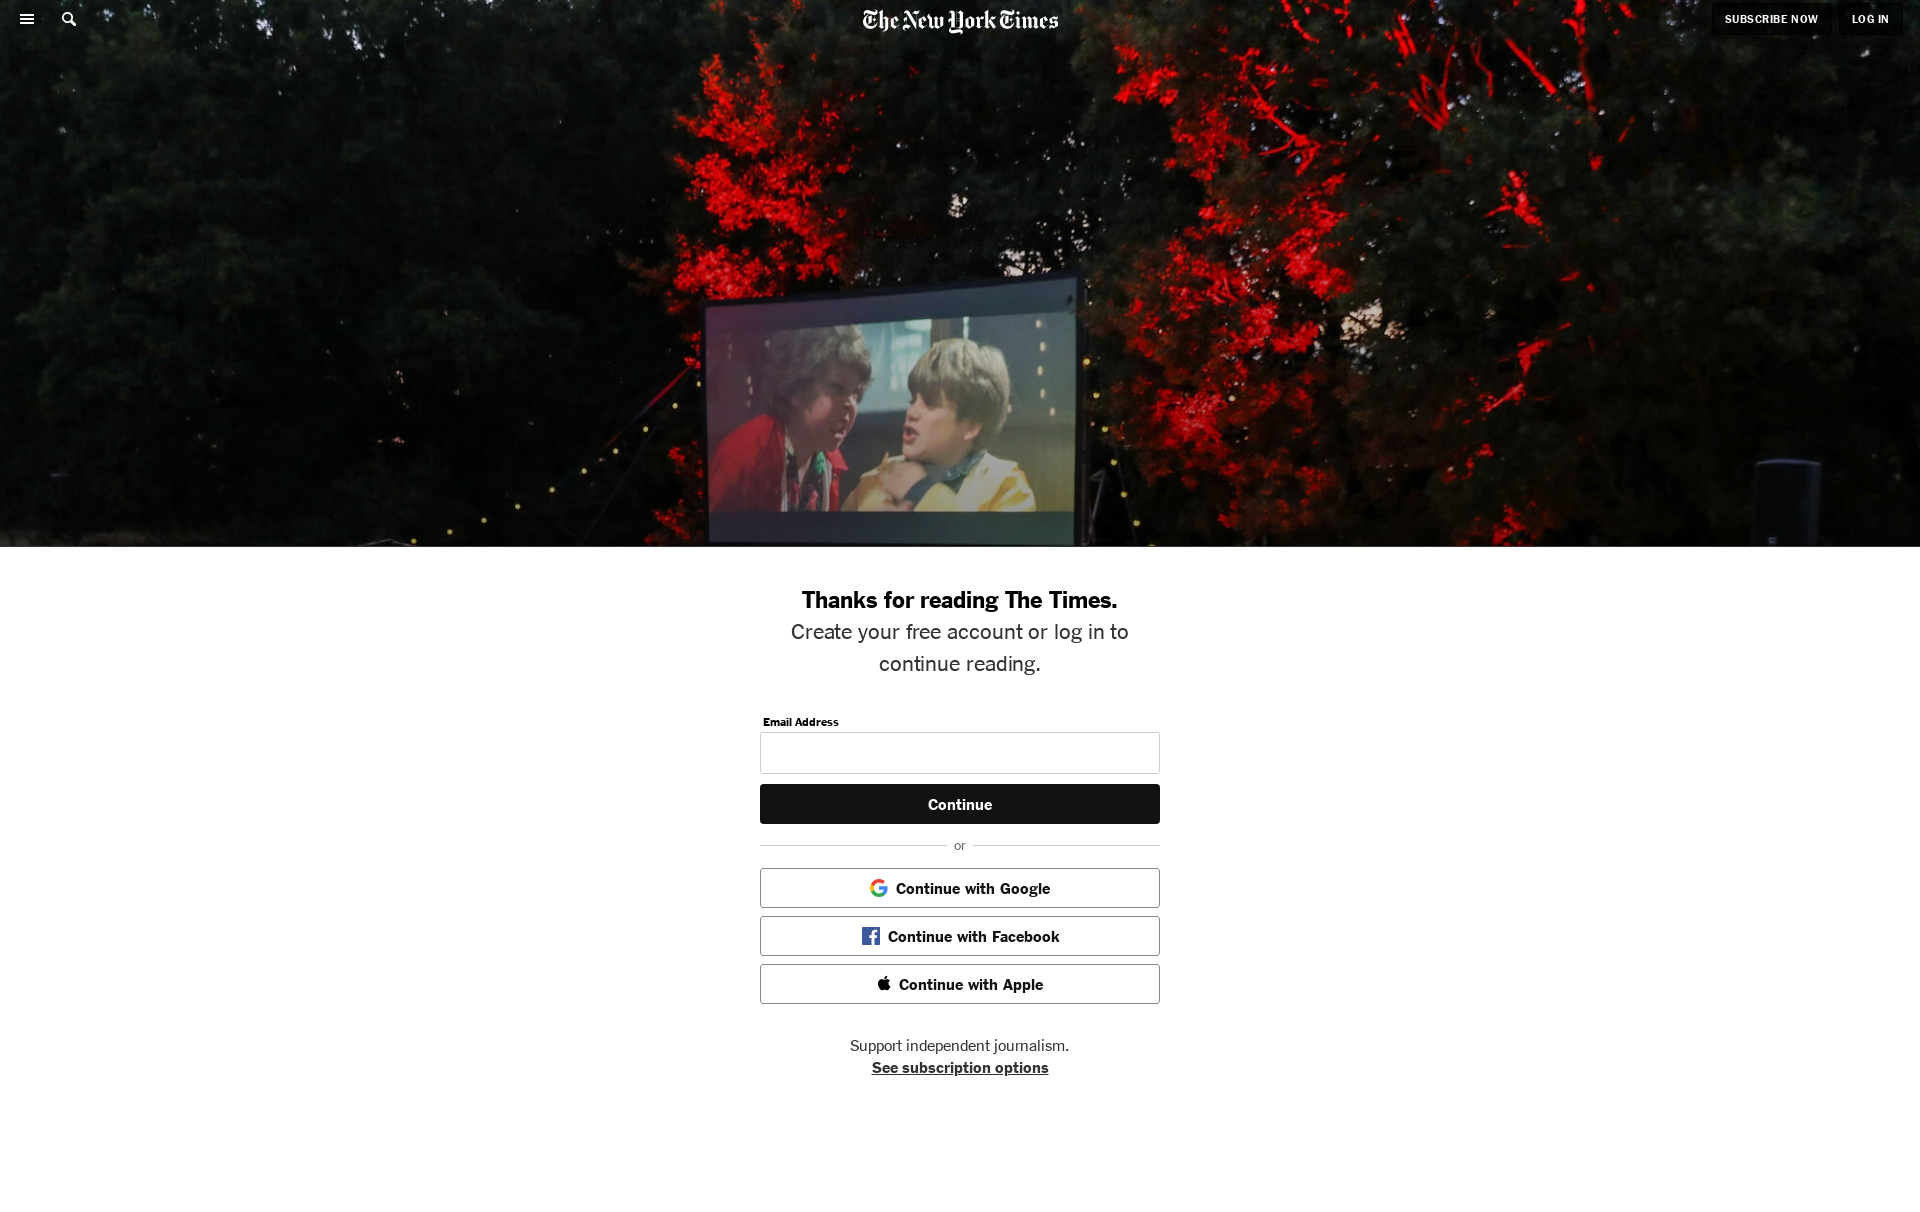 The New York Times
SUBSCRIBE NOW
LOG IN
Thanks for reading The Times.
Create your free account or log in to
continue reading.
Email Address
Continue
or
Continue with Google
Continue with Facebook
Continue with Apple
Support independent journalism.
See subscription options